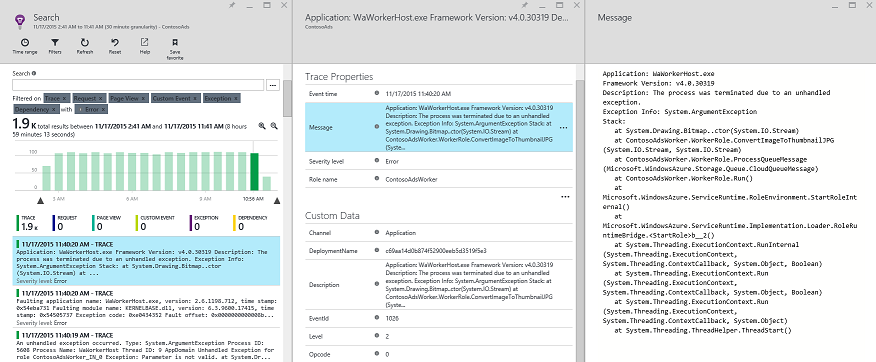 Search
11/17/2015 2:41 AM to 11:41 AM (30 minute granularity) - ContosoAds
Time range
Filters
Refresh
Reset
Help
Save favorite
Search
Filtered on Trace × Request × Page View × Custom Event × Exception ×
Dependency × with Error ×
1.9 K total results between 11/17/2015 2:41 AM and 11/17/2015 11:41 AM (8 hours
59 minutes 13 seconds)
100
50
0
3 AM
6 AM
9 AM
10:56 AM
TRACE
1.9 K
REQUEST
0
PAGE VIEW
0
CUSTOM EVENT
0
EXCEPTION
0
DEPENDENCY
0
11/17/2015 11:40:20 AM - TRACE
Application: WaWorkerHost.exe Framework Version: v4.0.30319 Description: The
process was terminated due to an unhandled exception. Exception Info:
System.ArgumentException Stack: at System.Drawing.Bitmap..ctor
(System.IO.Stream) at ...
Severity level: Error
11/17/2015 11:40:20 AM - TRACE
Faulting application name: WaWorkerHost.exe, version: 2.6.1198.712, time stamp:
0x54eba731 Faulting module name: KERNELBASE.dll, version: 6.3.9600.17415, time
stamp: 0x54505737 Exception code: 0xe0434352 Fault offset: 0x0000000000008b...
Severity level: Error
11/17/2015 11:40:19 AM - TRACE
An unhandled exception occurred. Type: System.ArgumentException Process ID:
5608 Process Name: WaWorkerHost Thread ID: 9 AppDomain Unhandled Exception for
role ContosoAdsWorker_IN_0 Exception: Parameter is not valid. at System.Dr...
Application: WaWorkerHost.exe Framework Version: v4.0.30319 De...
ContosoAds
Trace Properties
Event time
11/17/2015 11:40:20 AM
Message
Application: WaWorkerHost.exe Framework Version: v4.0.30319
Description: The process was terminated due to an unhandled
exception. Exception Info: System.ArgumentException Stack: at
System.Drawing.Bitmap..ctor(System.IO.Stream) at
ContosoAdsWorker.WorkerRole.ConvertImageToThumbnailJPG
(Syste...
Severity level
Error
Role name
ContosoAdsWorker
Custom Data
Channel
Application
DeploymentName
Description
Application: WaWorkerHost.exe Framework Version: v4.0.30319
Description: The process was terminated due to an unhandled
exception. Exception Info: System.ArgumentException Stack: at
System.Drawing.Bitmap..ctor(System.IO.Stream) at
ContosoAdsWorker.WorkerRole.ConvertImageToThumbnailJPG
(Syste...
EventId
1026
Level
2
Opcode
0
Message
Application: WaWorkerHost.exe
Framework Version: v4.0.30319
Description: The process was terminated due to an unhandled
exception.
Exception Info: System.ArgumentException
Stack:
at System.Drawing.Bitmap..ctor(System.IO.Stream)
at ContosoAdsWorker.WorkerRole.ConvertImageToThumbnailJPG
(System.IO.Stream, System.IO.Stream)
at ContosoAdsWorker.WorkerRole.ProcessQueueMessage
(Microsoft.WindowsAzure.Storage.Queue.CloudQueueMessage)
at ContosoAdsWorker.WorkerRole.Run()
at
Microsoft.WindowsAzure.ServiceRuntime.RoleEnvironment.StartRoleInt
ernal()
at
Microsoft.WindowsAzure.ServiceRuntime.Implementation.Loader.RoleRu
ntimeBridge.<StartRole>b__2()
at System.Threading.ExecutionContext.RunInternal
(System.Threading.ExecutionContext,
System.Threading.ContextCallback, System.Object, Boolean)
at System.Threading.ExecutionContext.Run
(System.Threading.ExecutionContext,
System.Threading.ContextCallback, System.Object, Boolean)
at System.Threading.ExecutionContext.Run
(System.Threading.ExecutionContext,
System.Threading.ContextCallback, System.Object)
at System.Threading.ThreadHelper.ThreadStart()